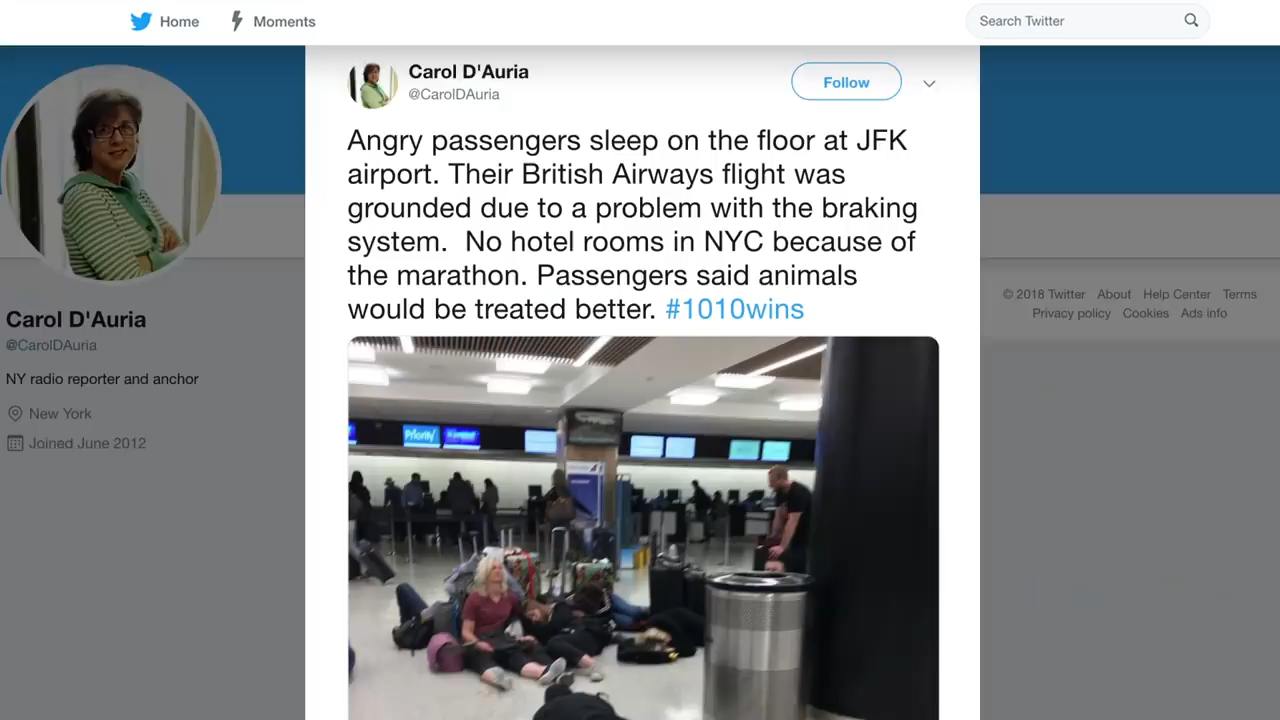 Home
Moments
Search Twitter
Carol D'Auria
@CarolDAuria
Follow
Angry passengers sleep on the floor at JFK
airport. Their British Airways flight was
grounded due to a problem with the braking
system.  No hotel rooms in NYC because of
the marathon. Passengers said animals
would be treated better. #1010wins
Carol D'Auria
@CarolDAuria
NY radio reporter and anchor
New York
Joined June 2012
© 2018 Twitter About Help Center Terms
Privacy policy Cookies Ads info
Priority